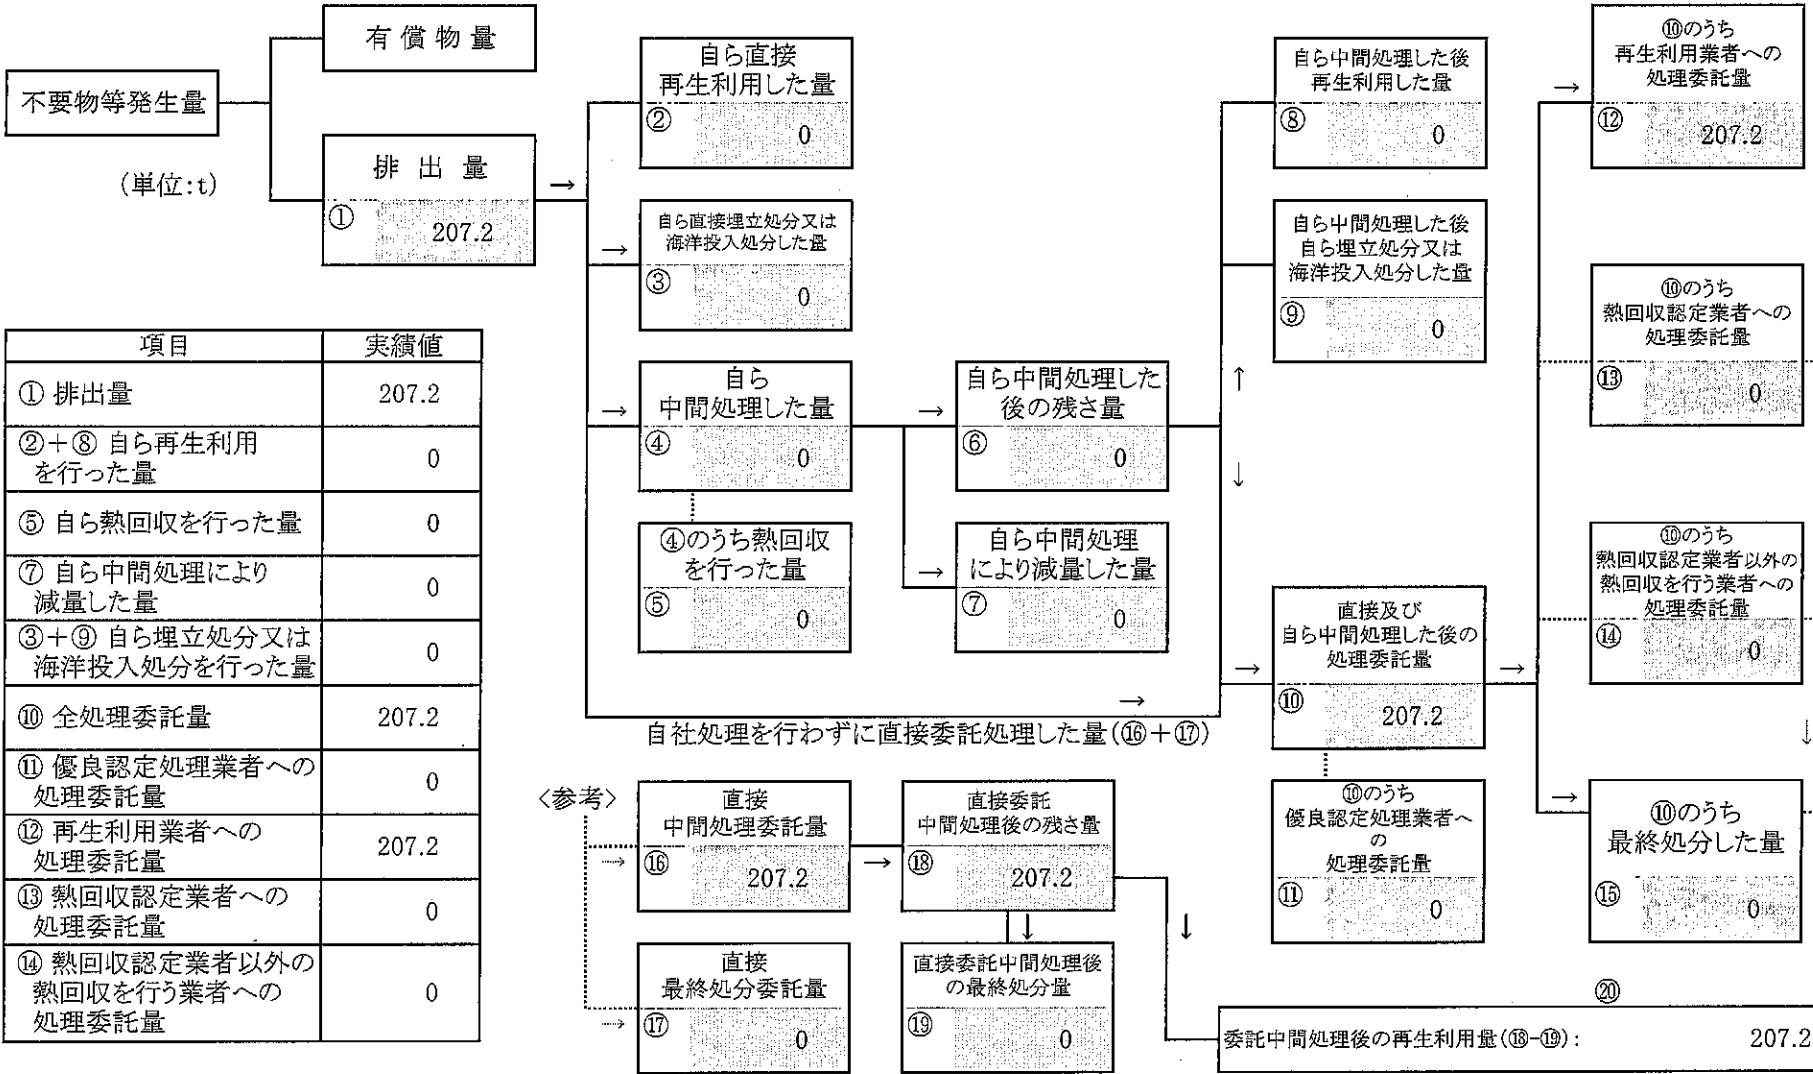 有償物量
不要物等発生量
(単位:t)
排出量
①
207.2
→
自ら直接
再生利用した量
②
0
→
自ら直接埋立処分又は
海洋投入処分した量
③
0
→
自ら
中間処理した量
④
0
④のうち熱回収
を行った量
⑤
0
→
自ら中間処理した
後の残さ量
⑥
0
→
自ら中間処理
により減量した量
⑦
0
自ら中間処理した後
再生利用した量
⑧
0
自ら中間処理した後
自ら埋立処分又は
海洋投入処分した量
⑨
0
↑
↓
→
自社処理を行わずに直接委託処理した量(⑯+⑰)
→
直接及び
自ら中間処理した後の
処理委託量
⑩
207.2
→
⑩のうち
優良認定処理業者へ
の
処理委託量
⑪
0
→
⑩のうち
再生利用業者への
処理委託量
⑫
207.2
⑩のうち
熱回収認定業者への
処理委託量
⑬
0
⑩のうち
熱回収認定業者以外の
熱回収を行う業者への
処理委託量
⑭
0
↓
→
⑩のうち
最終処分した量
⑮
0
項目 実績値
① 排出量 207.2
②+⑧ 自ら再生利用
を行った量 0
⑤ 自ら熱回収を行った量 0
⑦ 自ら中間処理により
減量した量 0
③+⑨ 自ら埋立処分又は
海洋投入処分を行った量 0
⑩ 全処理委託量 207.2
⑪ 優良認定処理業者への
処理委託量 0
⑫ 再生利用業者への
処理委託量 207.2
⑬ 熱回収認定業者への
処理委託量 0
⑭ 熱回収認定業者以外の
熱回収を行う業者への
処理委託量 0
〈参考〉
→
直接
中間処理委託量
⑯
207.2
→
直接委託
中間処理後の残さ量
⑱
207.2
↓
↓
→
直接
最終処分委託量
⑰
0
直接委託中間処理後
の最終処分量
⑲
0
⑳
委託中間処理後の再生利用量(⑱-⑲): 207.2